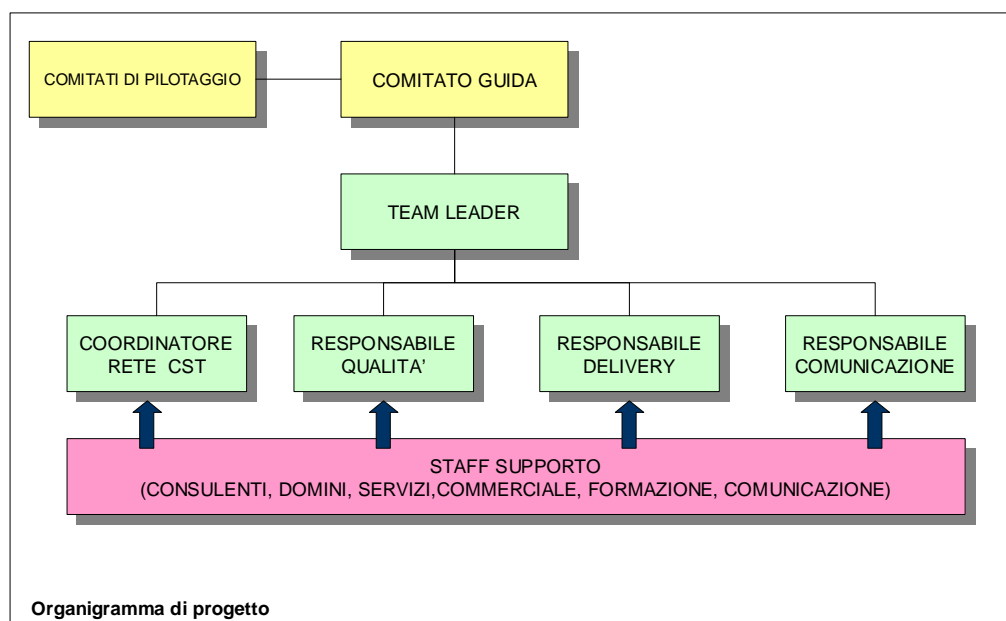 COMITATI DI PILOTAGGIO
COMITATO GUIDA
TEAM LEADER
COORDINATORE
RETE CST
RESPONSABILE
QUALITA'
RESPONSABILE
DELIVERY
RESPONSABILE
COMUNICAZIONE
STAFF SUPPORTO
(CONSULENTI, DOMINI, SERVIZI,COMMERCIALE, FORMAZIONE, COMUNICAZIONE)
Organigramma di progetto